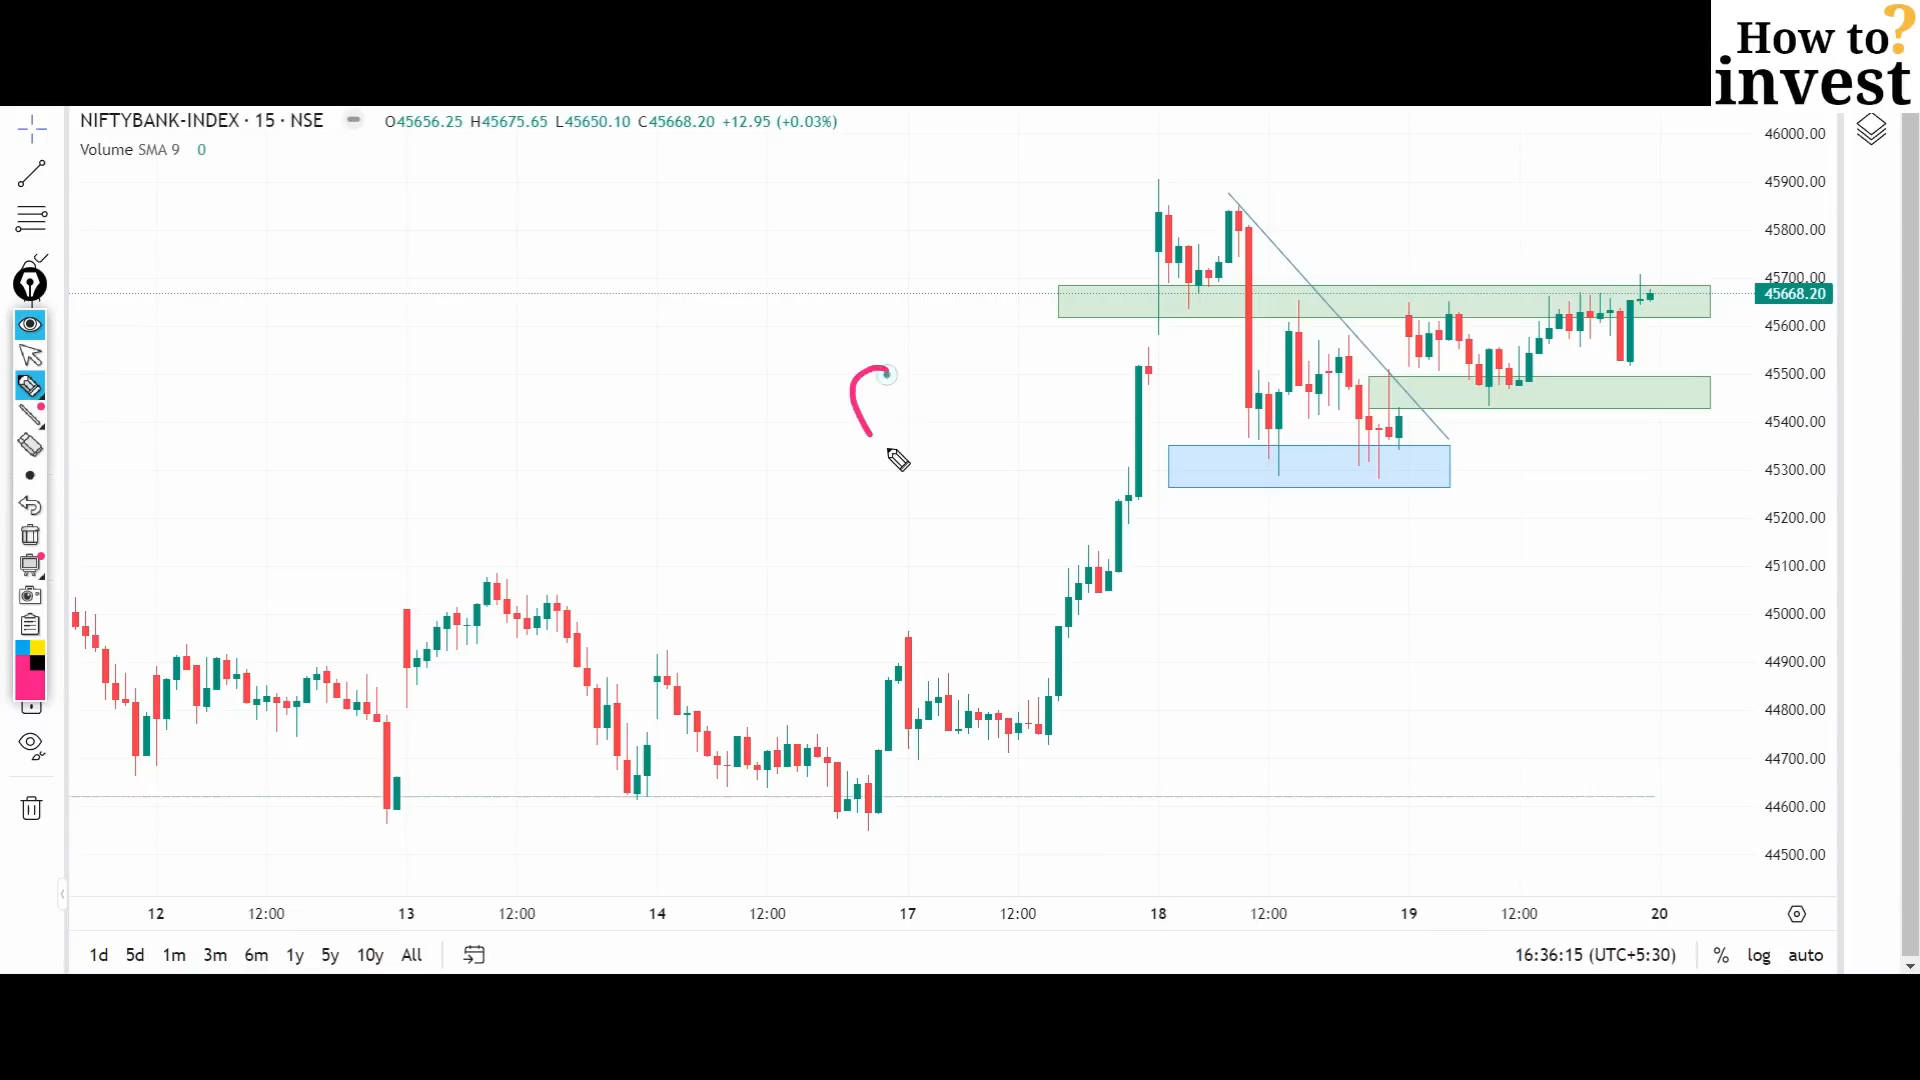 How to?
invest
NIFTYBANK-INDEX · 15 · NSE
O45656.25 H45675.65 L45650.10 C45668.20 +12.95 (+0.03%)
Volume SMA 9 0
46000.00
45900.00
45800.00
45700.00
45668.20
45600.00
45500.00
45400.00
45300.00
45200.00
45100.00
45000.00
44900.00
44800.00
44700.00
44600.00
44500.00
12 12:00 13 12:00 14 12:00 17 12:00 18 12:00 19 12:00 20
1d 5d 1m 3m 6m 1y 5y 10y All 16:36:15 (UTC+5:30) % log auto